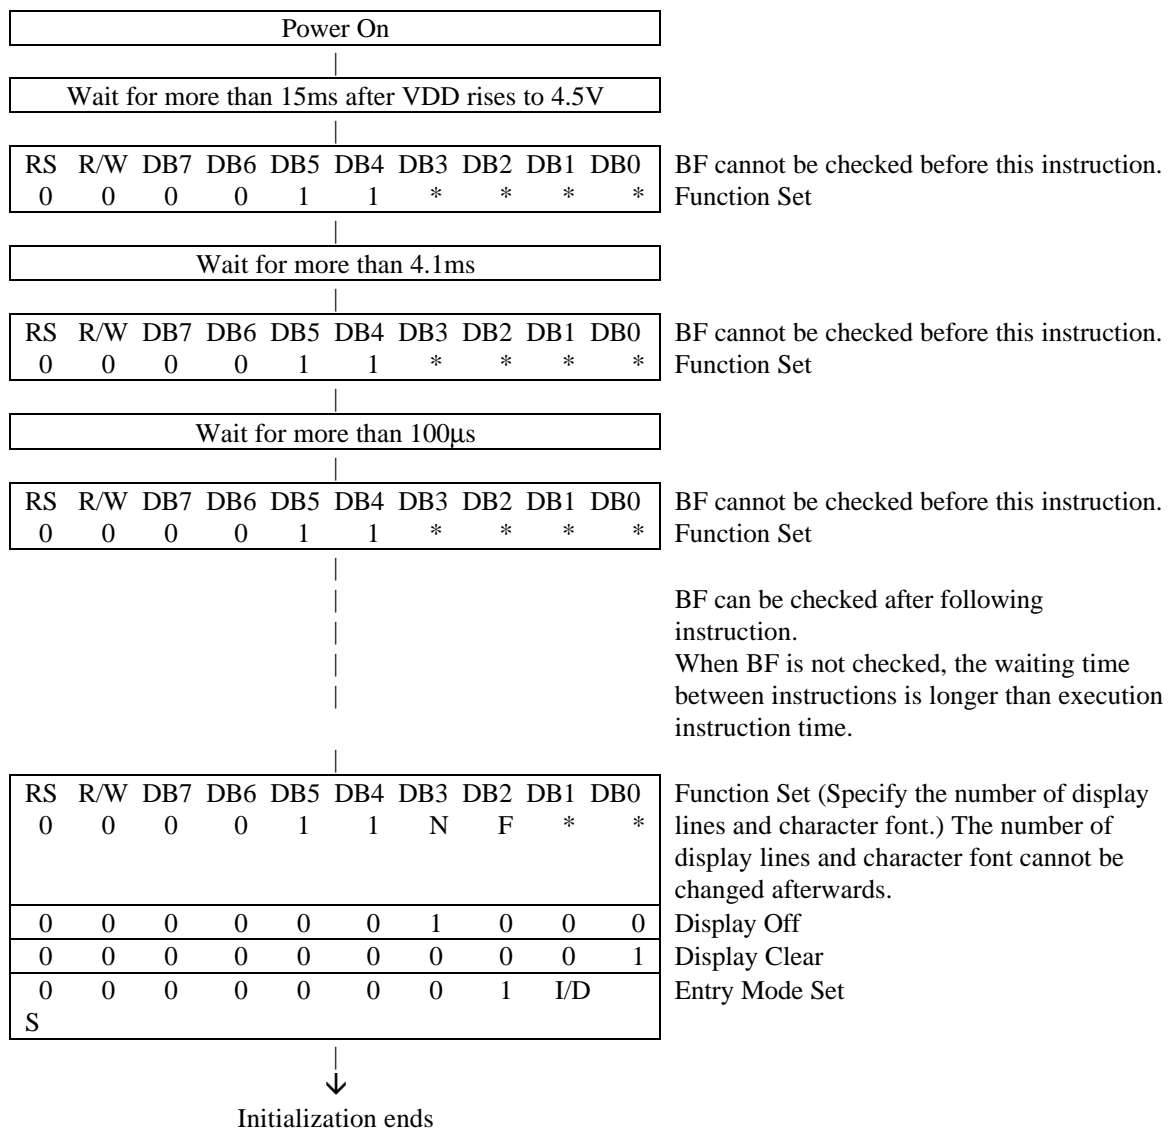 Power On
Wait for more than 15ms after VDD rises to 4.5V
RS R/W DB7 DB6 DB5 DB4 DB3 DB2 DB1 DB0 BF cannot be checked before this instruction.
0 0 0 0 1 1 * * * * Function Set
Wait for more than 4.1ms
RS R/W DB7 DB6 DB5 DB4 DB3 DB2 DB1 DB0 BF cannot be checked before this instruction.
0 0 0 0 1 1 * * * * Function Set
Wait for more than 100µs
RS R/W DB7 DB6 DB5 DB4 DB3 DB2 DB1 DB0 BF cannot be checked before this instruction.
0 0 0 0 1 1 * * * * Function Set
BF can be checked after following
instruction.
When BF is not checked, the waiting time
between instructions is longer than execution
instruction time.
RS R/W DB7 DB6 DB5 DB4 DB3 DB2 DB1 DB0 Function Set (Specify the number of display
0 0 0 0 1 1 N F * * lines and character font.) The number of
display lines and character font cannot be
changed afterwards.
0 0 0 0 0 0 1 0 0 0 Display Off
0 0 0 0 0 0 0 0 0 1 Display Clear
0 0 0 0 0 0 0 1 I/D Entry Mode Set
S
Initialization ends